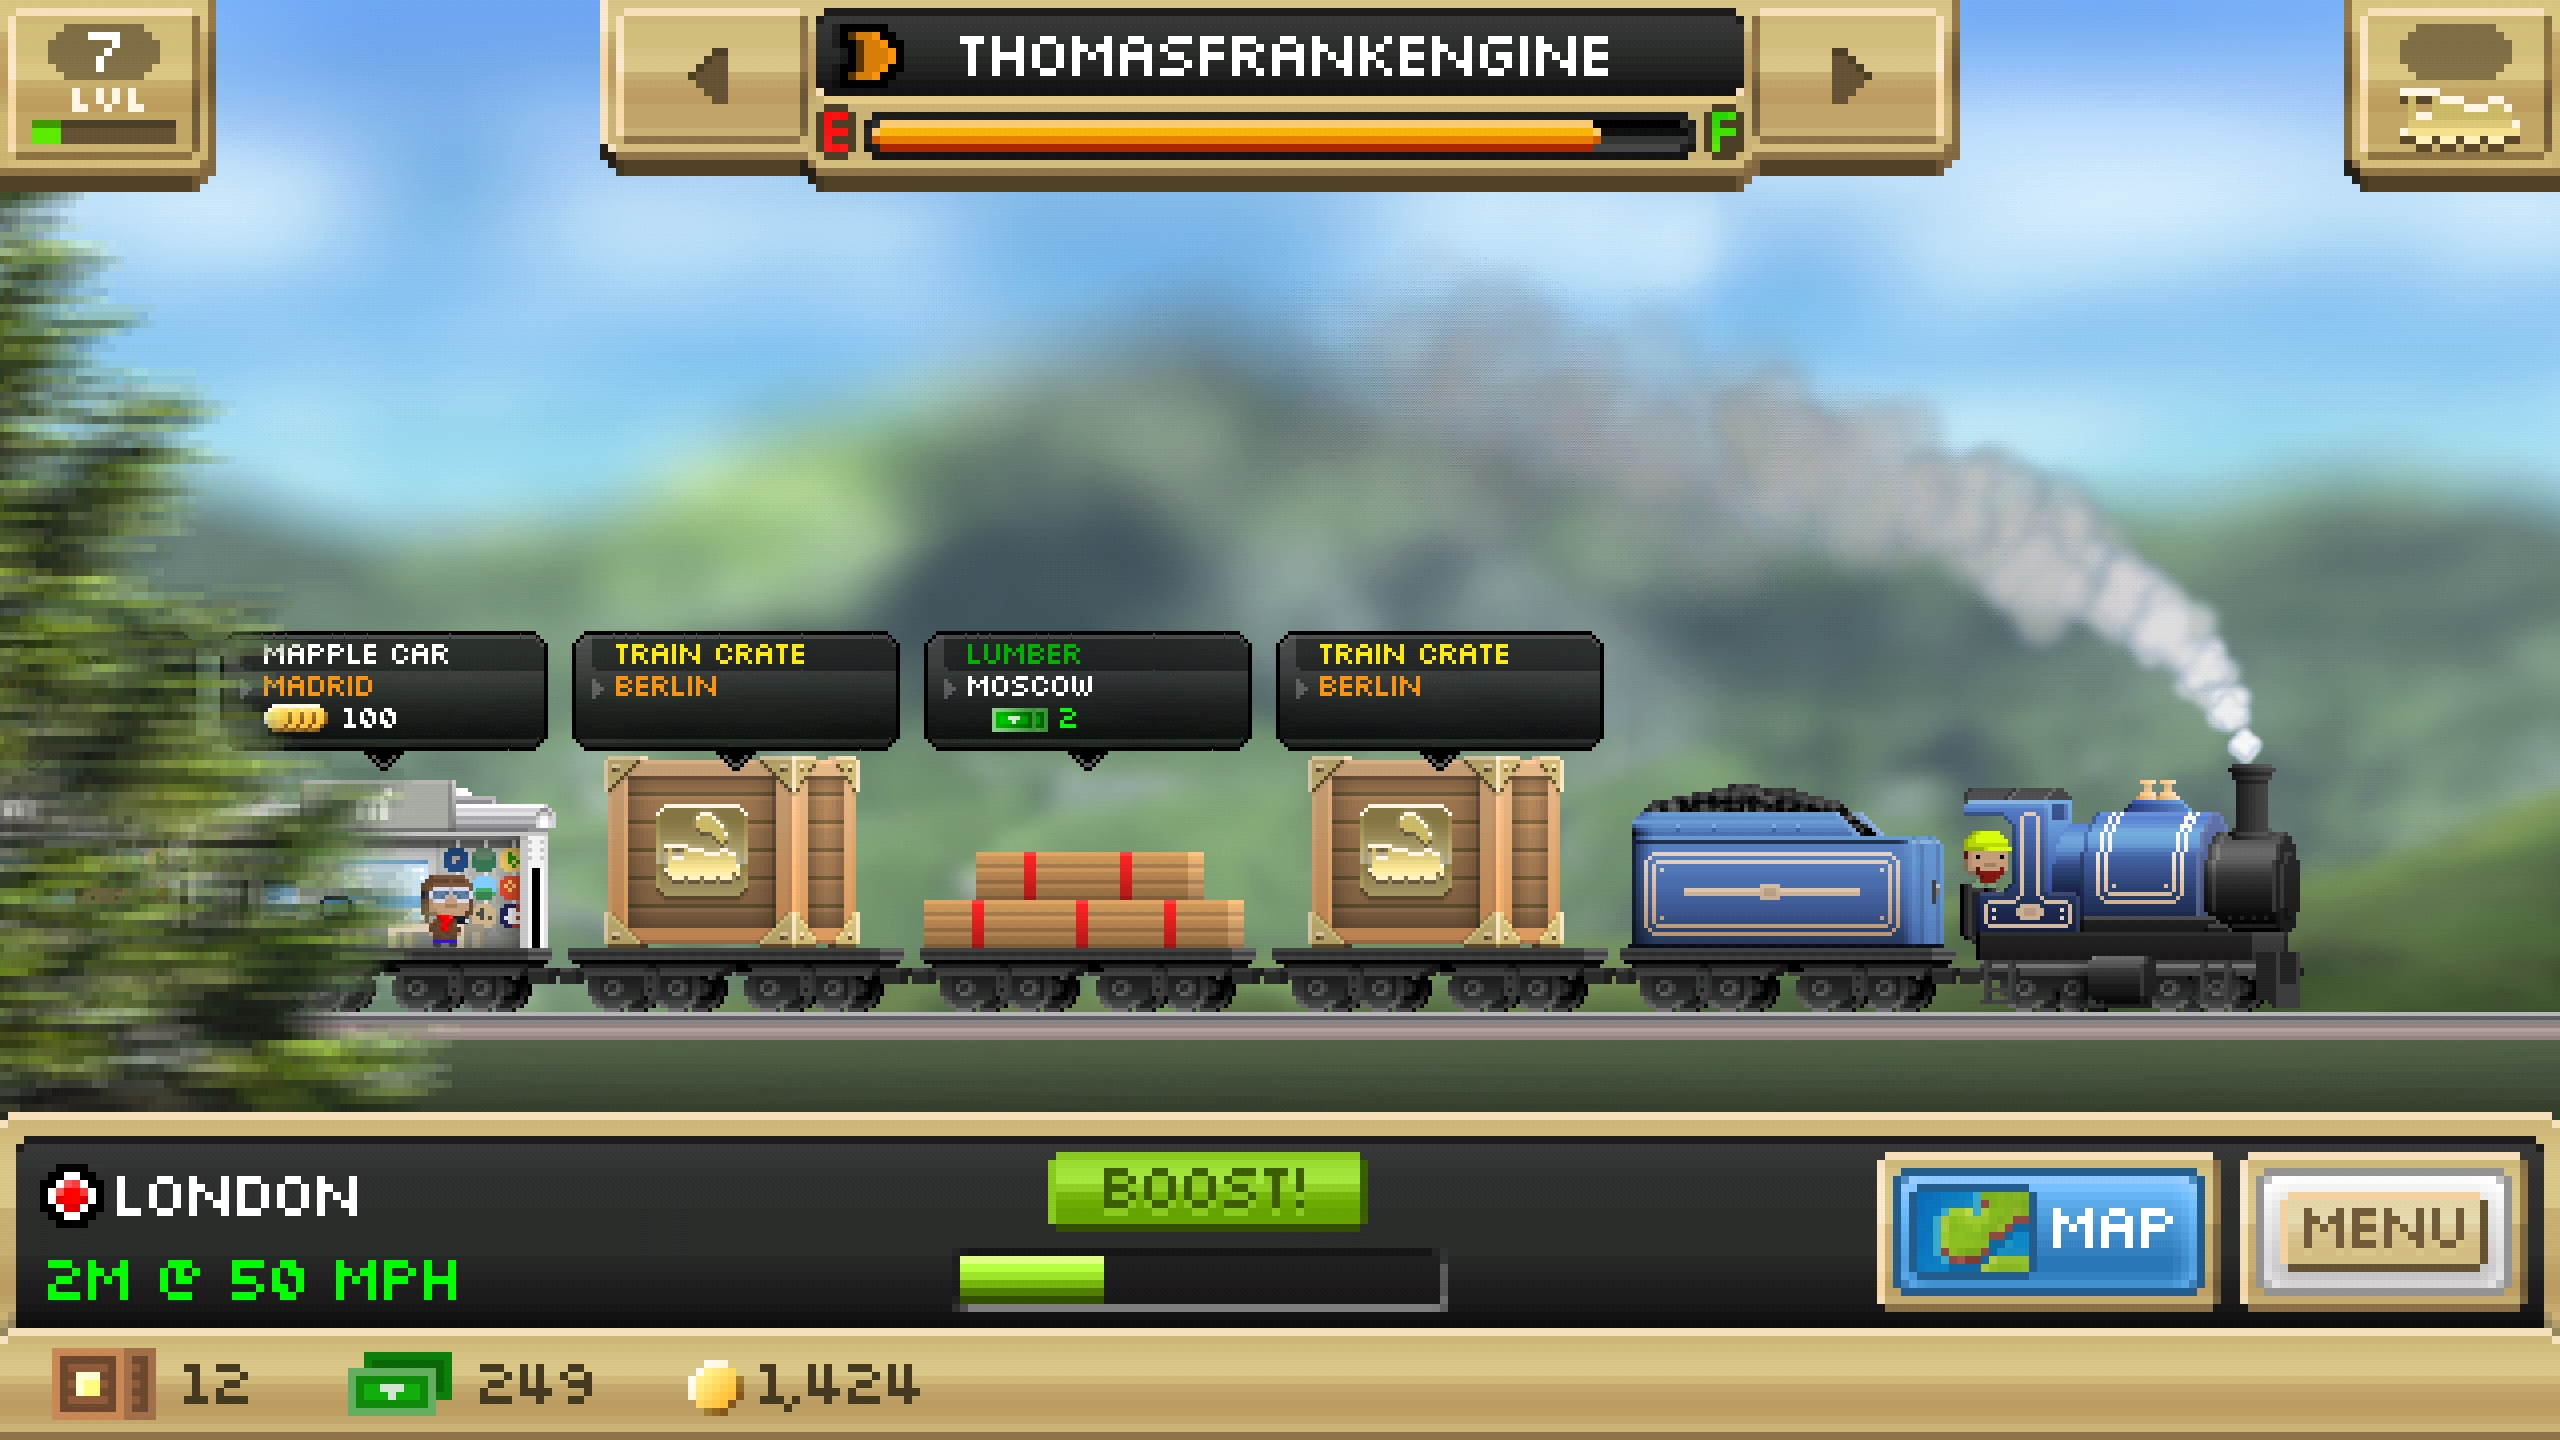 7
LVL
THOMASFRANKENGINE
E
F
MAPPLE CAR
MADRID
100
TRAIN CRATE
BERLIN
LUMBER
MOSCOW
2
TRAIN CRATE
BERLIN
LONDON
2M @ 50 MPH
BOOST!
MAP
MENU
12
249
1,424